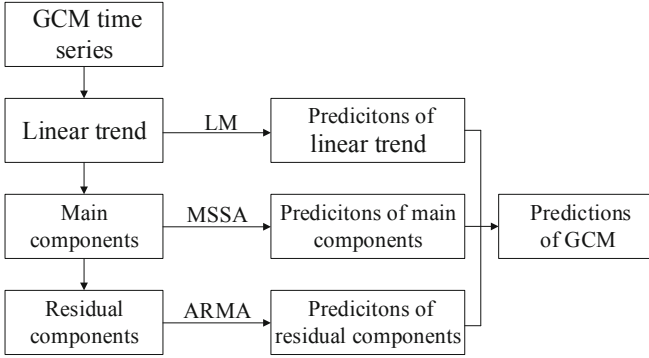 GCM time
series
Linear trend
LM
Predicitons of
linear trend
Main
components
MSSA
Predicitons of main
components
Predictions
of GCM
Residual
components
ARMA
Predicitons of
residual components